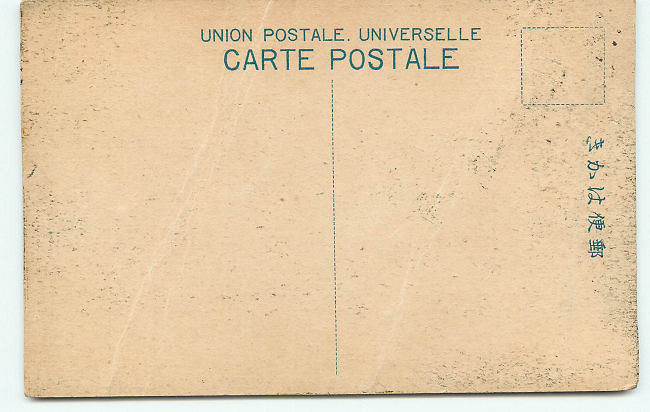 UNION POSTALE. UNIVERSELLE
CARTE POSTALE
郵便はかき